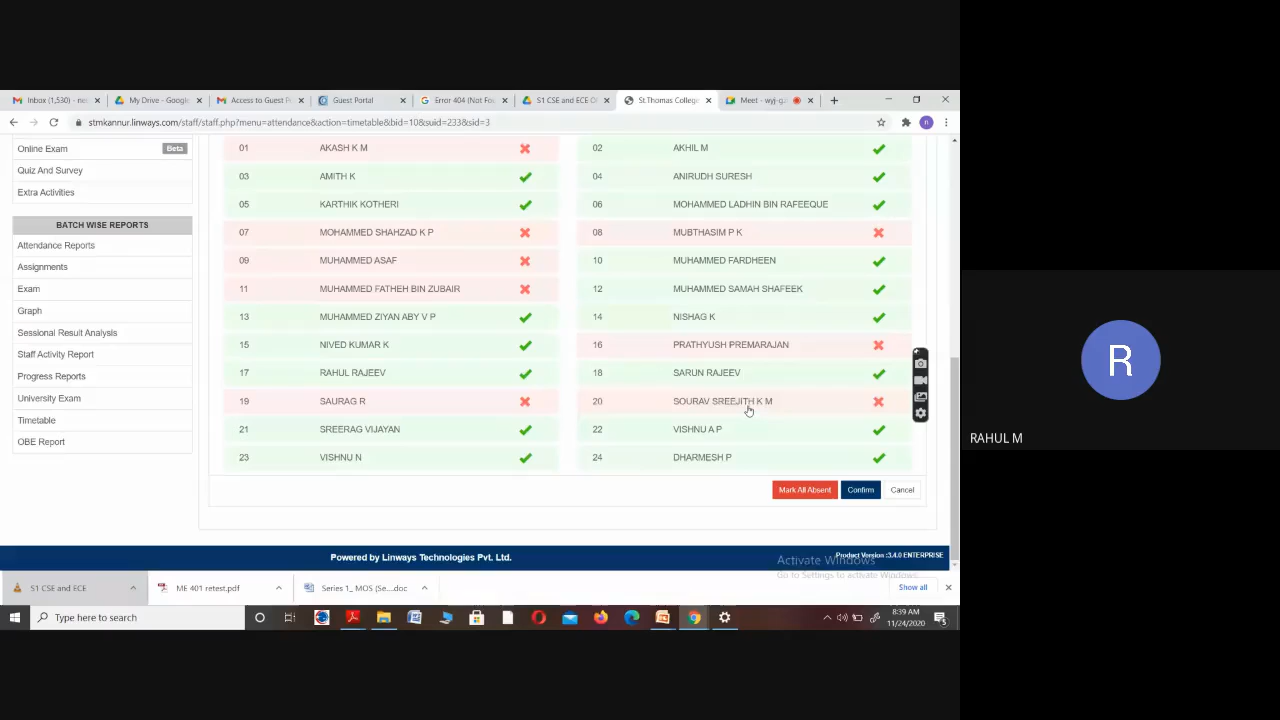 Inbox (1,530) - ne
My Drive - Google
Access to Guest P
Guest Portal
Error 404 (Not Fo
S1 CSE and ECE O
St.Thomas College
Meet - wyj-g
stmkannur.linways.com/staff/staff.php?menu=attendance&action=timetable&bid=10&suid=233&sid=3
n
Online Exam Beta
Quiz And Survey
Extra Activities
BATCH WISE REPORTS
Attendance Reports
Assignments
Exam
Graph
Sessional Result Analysis
Staff Activity Report
Progress Reports
University Exam
Timetable
OBE Report
01 AKASH K M 02 AKHIL M
03 AMITH K 04 ANIRUDH SURESH
05 KARTHIK KOTHERI 06 MOHAMMED LADHIN BIN RAFEEQUE
07 MOHAMMED SHAHZAD K P 08 MUBTHASIM P K
09 MUHAMMED ASAF 10 MUHAMMED FARDHEEN
11 MUHAMMED FATHEH BIN ZUBAIR 12 MUHAMMED SAMAH SHAFEEK
13 MUHAMMED ZIYAN ABY V P 14 NISHAG K
15 NIVED KUMAR K 16 PRATHYUSH PREMARAJAN
17 RAHUL RAJEEV 18 SARUN RAJEEV
19 SAURAG R 20 SOURAV SREEJITH K M
21 SREERAG VIJAYAN 22 VISHNU A P
23 VISHNU N 24 DHARMESH P
Mark All Absent Confirm Cancel
Powered by Linways Technologies Pvt. Ltd.
Product Version :3.4.0 ENTERPRISE
Activate Windows
Go to Settings to activate Windows.
S1 CSE and ECE
ME 401 retest.pdf
Series 1_ MOS (Se....doc
Show all
Type here to search
8:39 AM
11/24/2020
5
R
RAHUL M